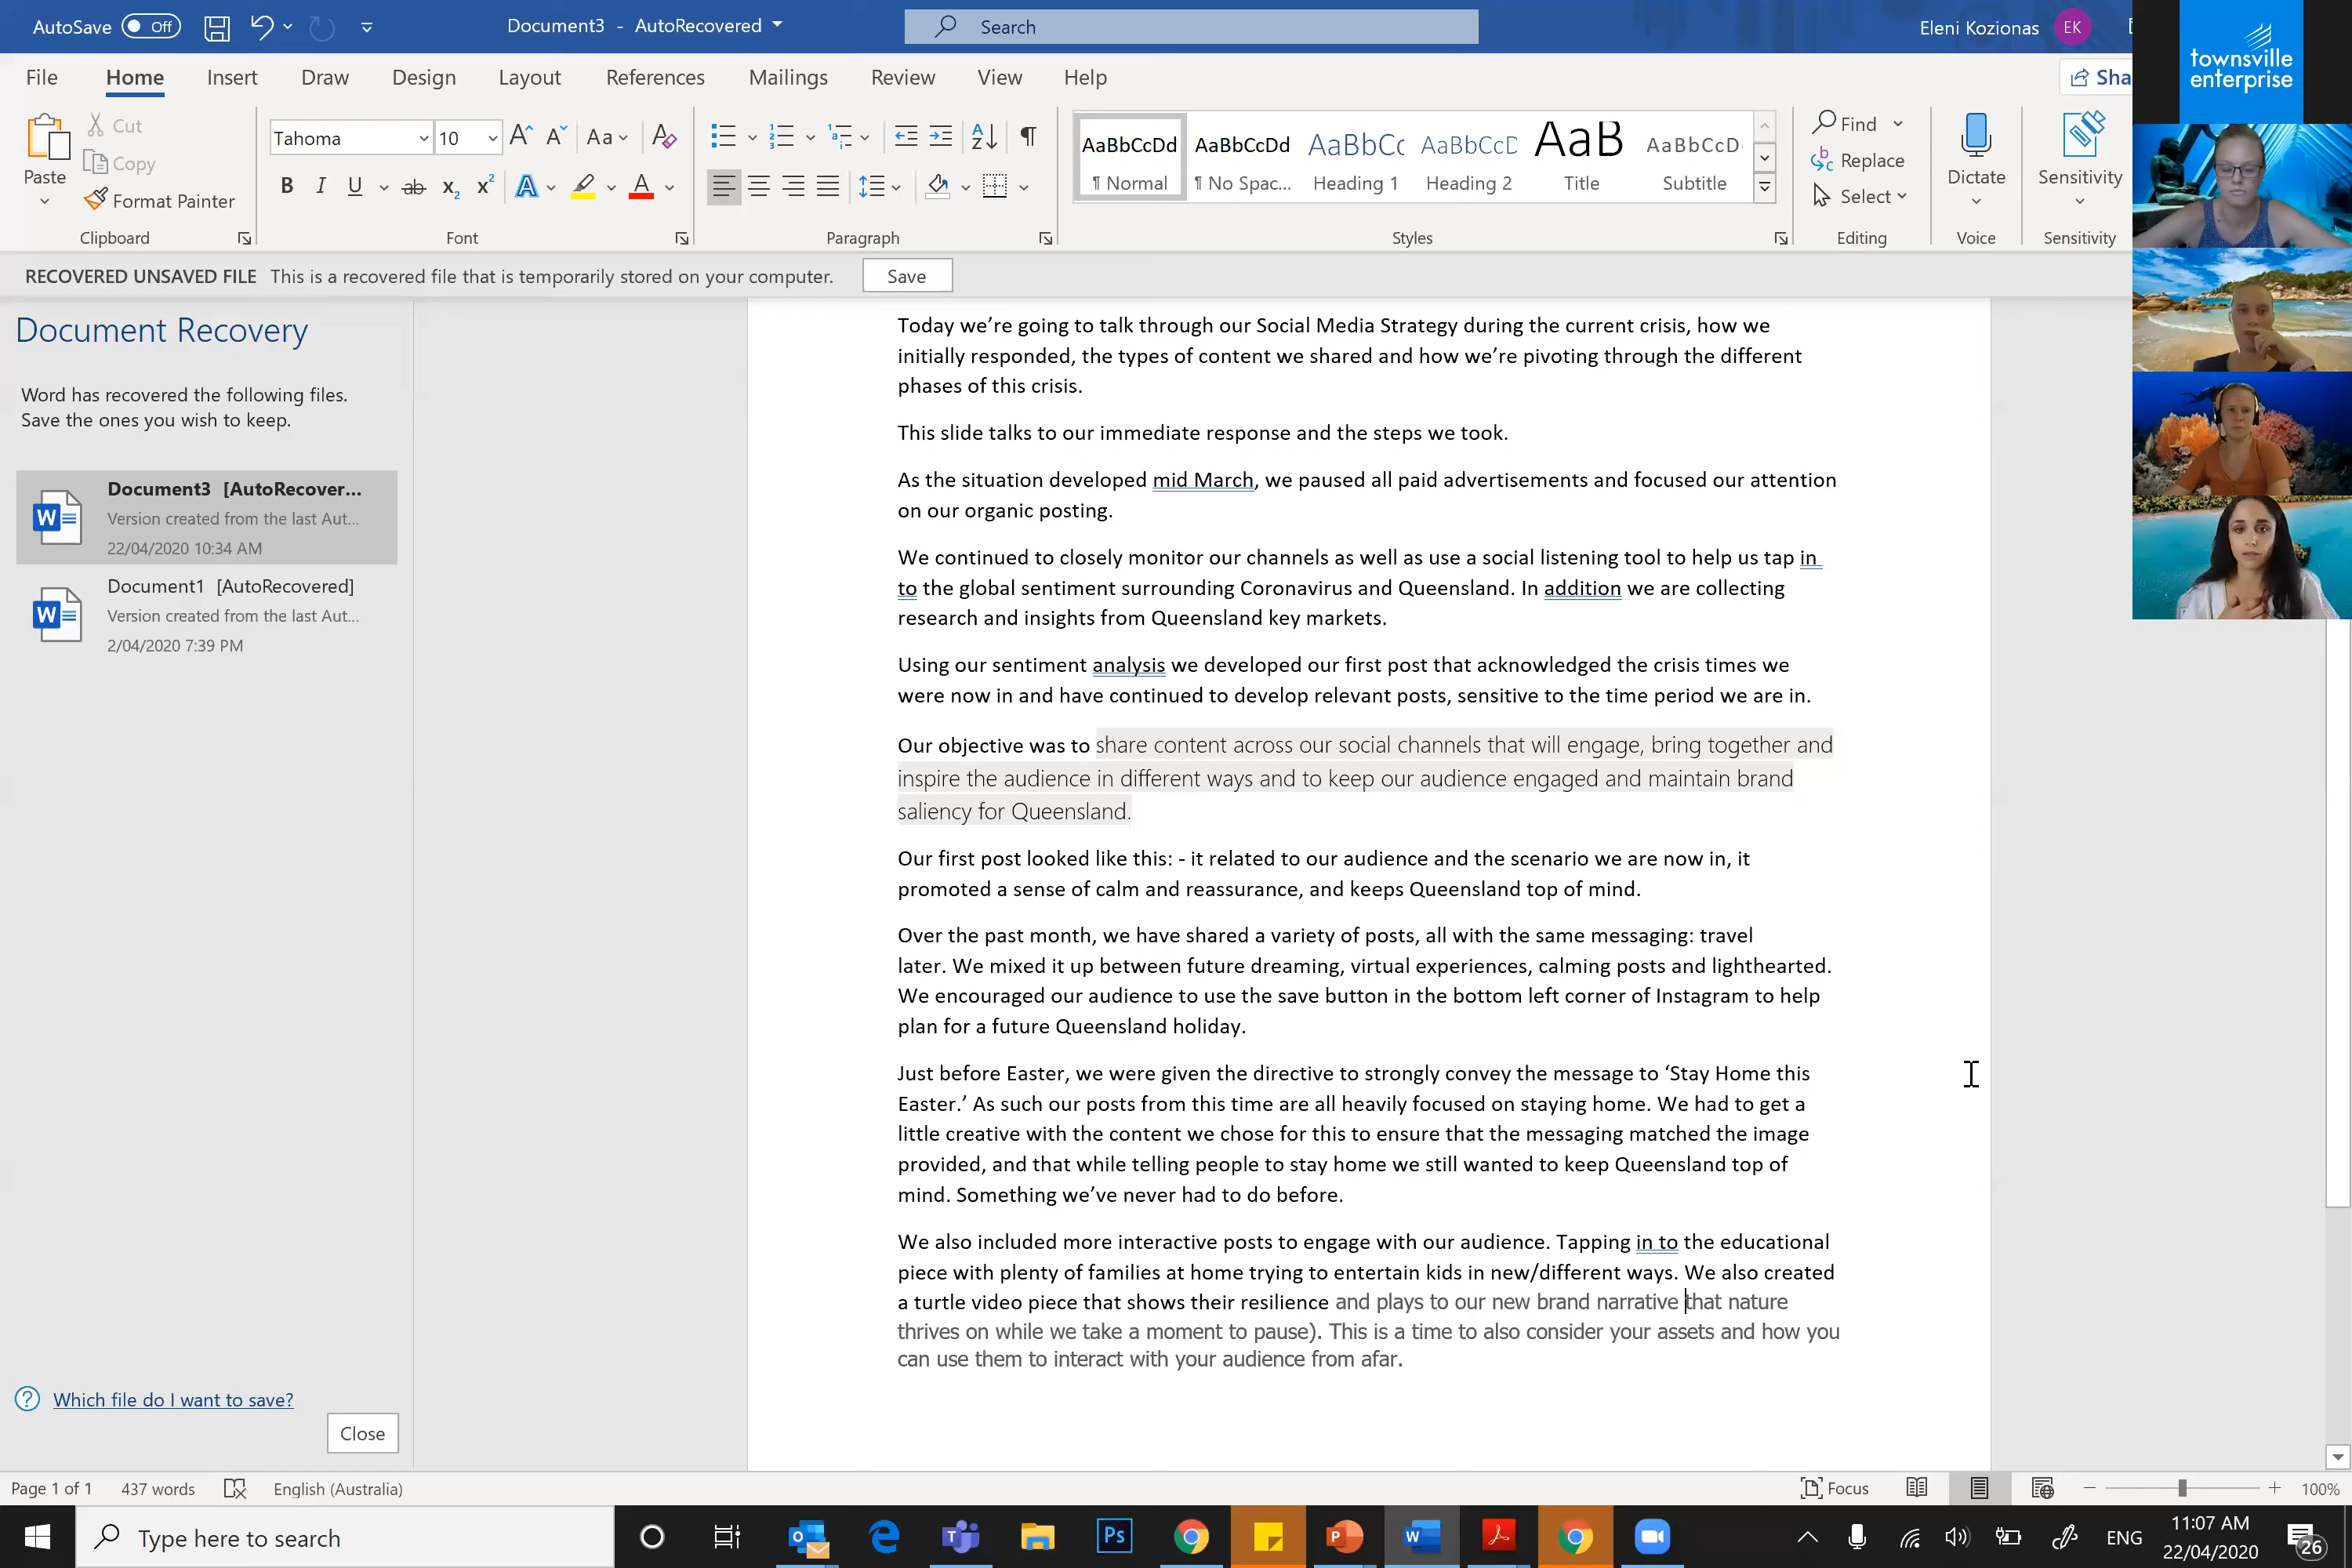 AutoSave Off Document3 - AutoRecovered Search Eleni Kozionas EK
File Home Insert Draw Design Layout References Mailings Review View Help Sha
Paste
Cut
Copy
Format Painter
Clipboard
Tahoma 10
Font
Paragraph
AaBbCcDd AaBbCcDd AaBbCc AaBbCcD AaB AaBbCcD
¶ Normal ¶ No Spac... Heading 1 Heading 2 Title Subtitle
Styles
Find
Replace
Select
Editing
Dictate
Voice
Sensitivity
Sensitivity
townsville
enterprise
RECOVERED UNSAVED FILE This is a recovered file that is temporarily stored on your computer. Save
Document Recovery
Word has recovered the following files.
Save the ones you wish to keep.
Document3 [AutoRecover...
Version created from the last Aut...
22/04/2020 10:34 AM
Document1 [AutoRecovered]
Version created from the last Aut...
2/04/2020 7:39 PM
Which file do I want to save?
Close
Today we’re going to talk through our Social Media Strategy during the current crisis, how we
initially responded, the types of content we shared and how we’re pivoting through the different
phases of this crisis.
This slide talks to our immediate response and the steps we took.
As the situation developed mid March, we paused all paid advertisements and focused our attention
on our organic posting.
We continued to closely monitor our channels as well as use a social listening tool to help us tap in
to the global sentiment surrounding Coronavirus and Queensland. In addition we are collecting
research and insights from Queensland key markets.
Using our sentiment analysis we developed our first post that acknowledged the crisis times we
were now in and have continued to develop relevant posts, sensitive to the time period we are in.
Our objective was to share content across our social channels that will engage, bring together and
inspire the audience in different ways and to keep our audience engaged and maintain brand
saliency for Queensland.
Our first post looked like this: - it related to our audience and the scenario we are now in, it
promoted a sense of calm and reassurance, and keeps Queensland top of mind.
Over the past month, we have shared a variety of posts, all with the same messaging: travel
later. We mixed it up between future dreaming, virtual experiences, calming posts and lighthearted.
We encouraged our audience to use the save button in the bottom left corner of Instagram to help
plan for a future Queensland holiday.
Just before Easter, we were given the directive to strongly convey the message to ‘Stay Home this
Easter.’ As such our posts from this time are all heavily focused on staying home. We had to get a
little creative with the content we chose for this to ensure that the messaging matched the image
provided, and that while telling people to stay home we still wanted to keep Queensland top of
mind. Something we’ve never had to do before.
We also included more interactive posts to engage with our audience. Tapping in to the educational
piece with plenty of families at home trying to entertain kids in new/different ways. We also created
a turtle video piece that shows their resilience and plays to our new brand narrative that nature
thrives on while we take a moment to pause). This is a time to also consider your assets and how you
can use them to interact with your audience from afar.
Page 1 of 1 437 words English (Australia) Focus 100%
Type here to search
ENG
11:07 AM
22/04/2020
26